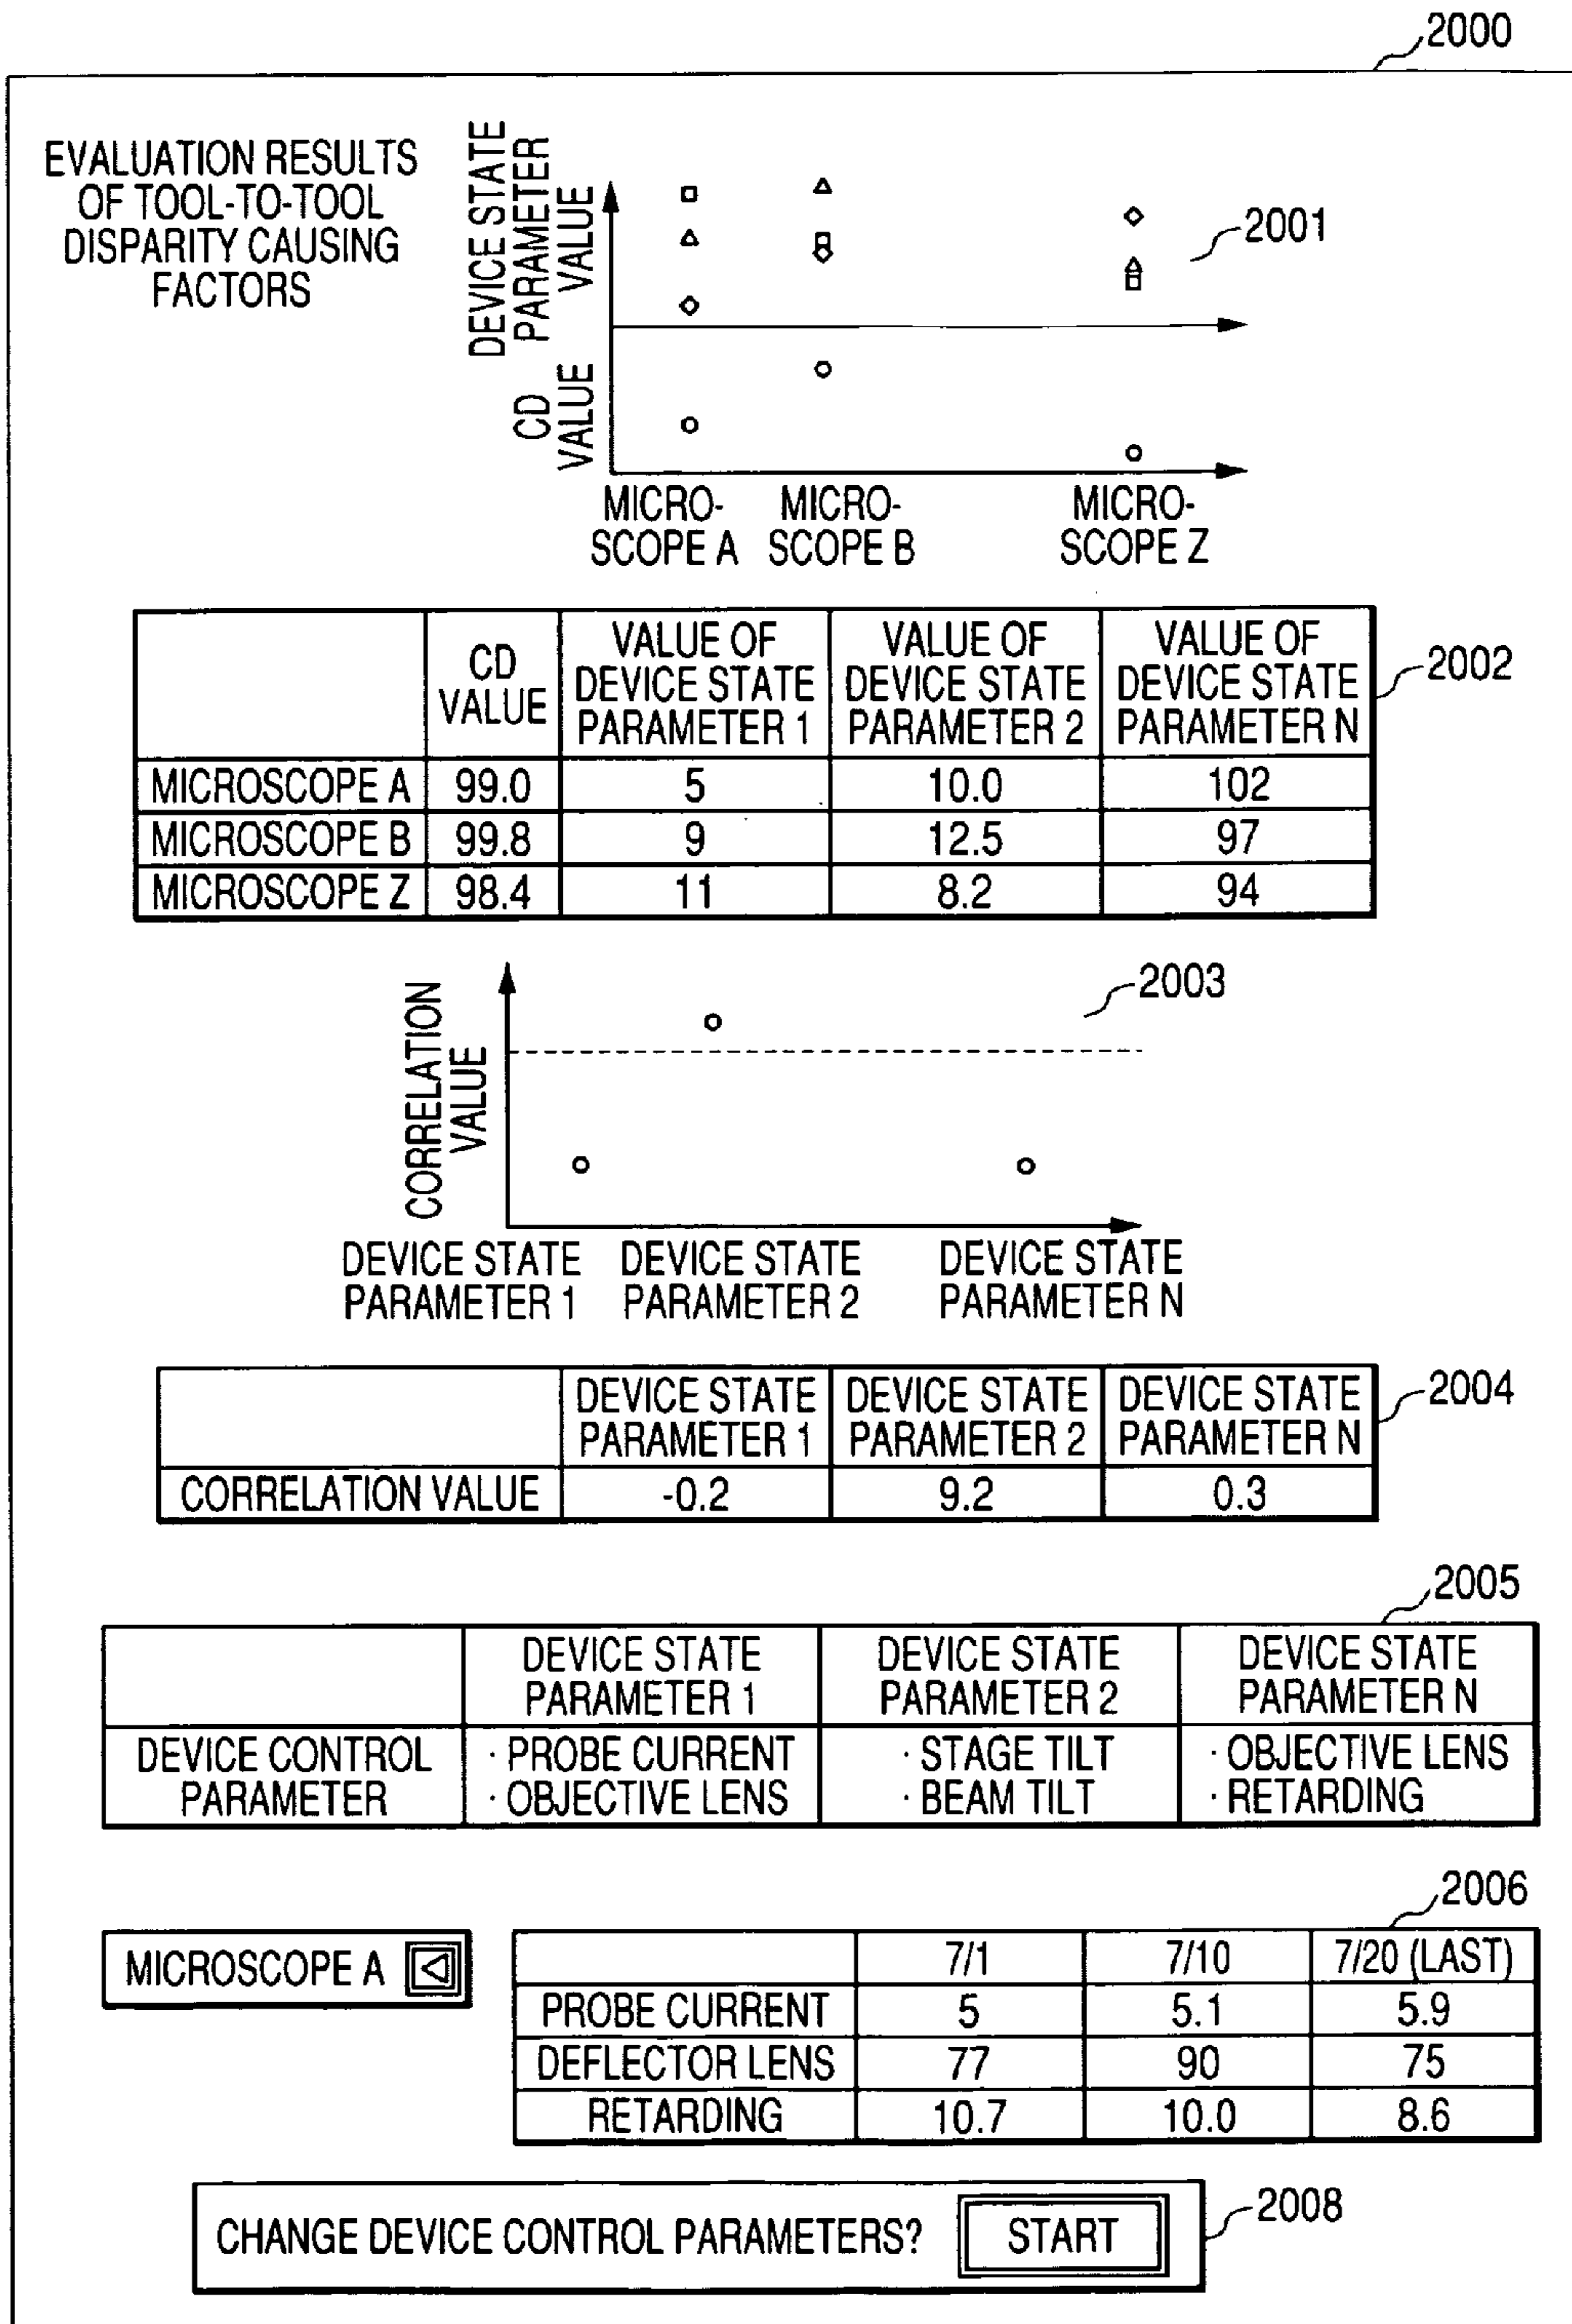 2000
EVALUATION RESULTS
OF TOOL-TO-TOOL
DISPARITY CAUSING
FACTORS
DEVICE STATE
PARAMETER
VALUE
CD
VALUE
2001
MICRO-
SCOPE A
MICRO-
SCOPE B
MICRO-
SCOPE Z
2002
CD
VALUE
VALUE OF
DEVICE STATE
PARAMETER 1
VALUE OF
DEVICE STATE
PARAMETER 2
VALUE OF
DEVICE STATE
PARAMETER N
MICROSCOPE A 99.0 5 10.0 102
MICROSCOPE B 99.8 9 12.5 97
MICROSCOPE Z 98.4 11 8.2 94
2003
CORRELATION
VALUE
DEVICE STATE
PARAMETER 1
DEVICE STATE
PARAMETER 2
DEVICE STATE
PARAMETER N
2004
DEVICE STATE
PARAMETER 1
DEVICE STATE
PARAMETER 2
DEVICE STATE
PARAMETER N
CORRELATION VALUE -0.2 9.2 0.3
2005
DEVICE STATE
PARAMETER 1
DEVICE STATE
PARAMETER 2
DEVICE STATE
PARAMETER N
DEVICE CONTROL
PARAMETER
· PROBE CURRENT
· OBJECTIVE LENS
· STAGE TILT
· BEAM TILT
· OBJECTIVE LENS
· RETARDING
2006
MICROSCOPE A
7/1 7/10 7/20 (LAST)
PROBE CURRENT 5 5.1 5.9
DEFLECTOR LENS 77 90 75
RETARDING 10.7 10.0 8.6
CHANGE DEVICE CONTROL PARAMETERS? START
2008